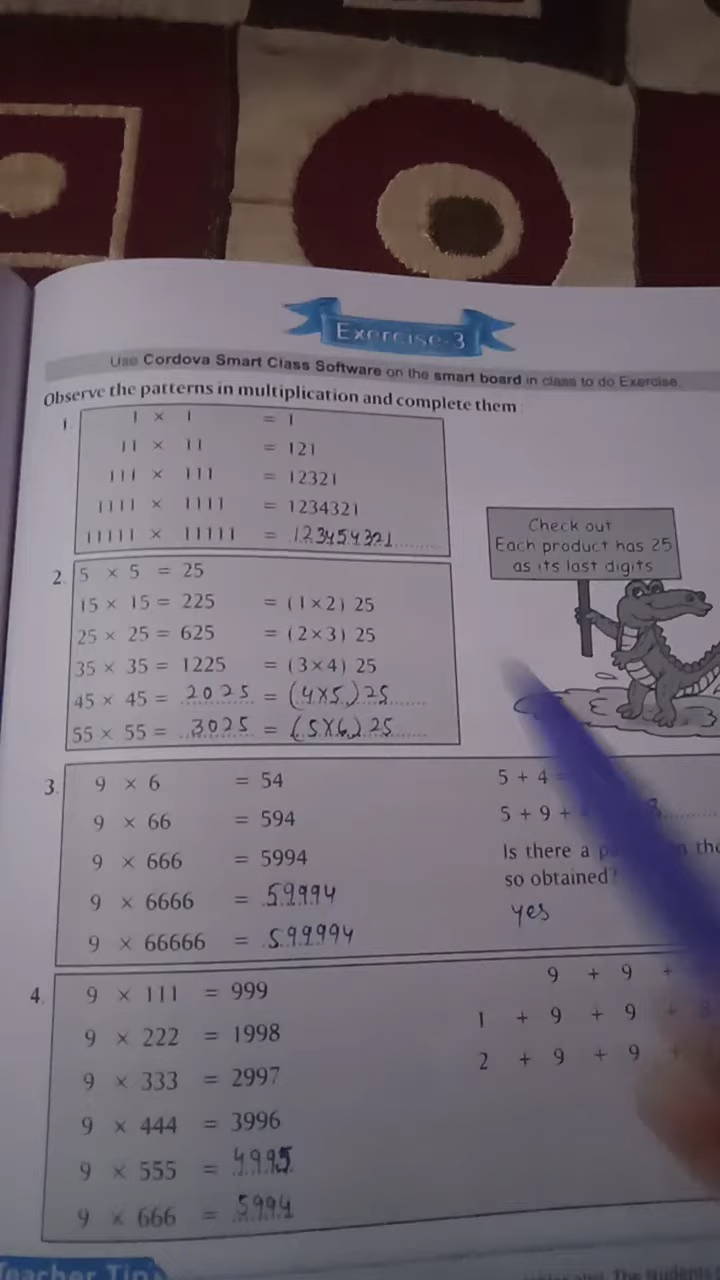 Exercise-3
Use Cordova Smart Class Software on the smart board in class to do Exercise.
Observe the patterns in multiplication and complete them
1. 1 × 1 = 1
11 × 11 = 121
111 × 111 = 12321
1111 × 1111 = 1234321
11111 × 11111 = 123454321
Check out
Each product has 25
as its last digits
2. 5 × 5 = 25
15 × 15 = 225 = (1×2) 25
25 × 25 = 625 = (2×3) 25
35 × 35 = 1225 = (3×4) 25
45 × 45 = 2025 = (4×5) 25
55 × 55 = 3025 = (5×6) 25
3. 9 × 6 = 54 5 + 4 =
9 × 66 = 594 5 + 9 +
9 × 666 = 5994 Is there a
so obtained?
9 × 6666 = 59994 yes
9 × 66666 = 599994
4. 9 × 111 = 999 9 + 9 +
9 × 222 = 1998 1 + 9 + 9 +
9 × 333 = 2997 2 + 9 + 9 +
9 × 444 = 3996
9 × 555 = 4995
9 × 666 = 5994
Teacher Tip
The students